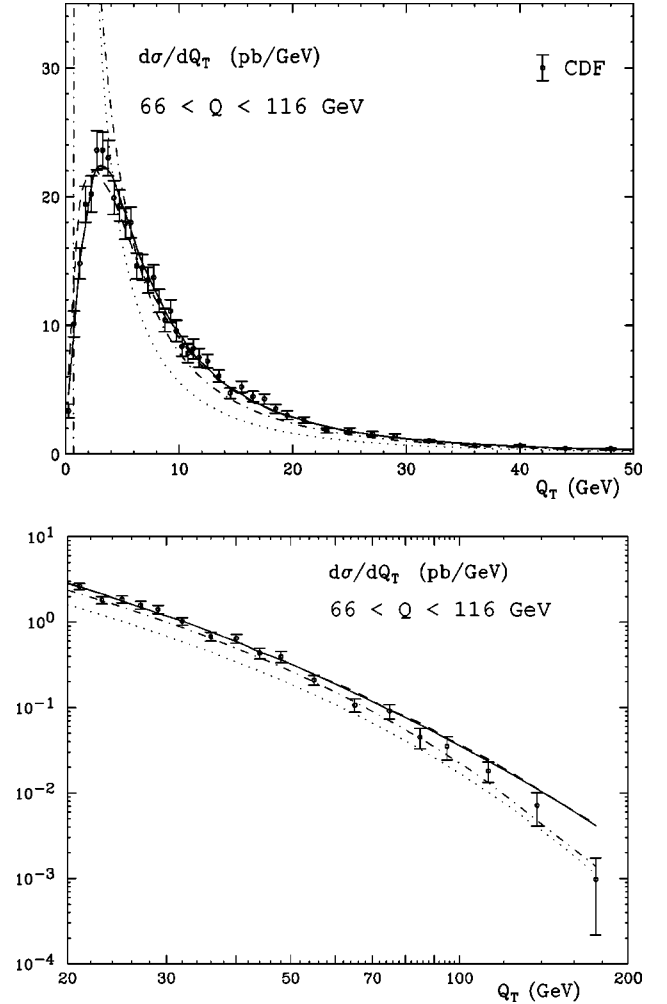 dσ/dQ_T (pb/GeV)
CDF
66 < Q < 116 GeV
30
20
10
0
0 10 20 30 40 50
Q_T (GeV)
10^1
dσ/dQ_T (pb/GeV)
66 < Q < 116 GeV
10^0
10^−1
10^−2
10^−3
10^−4
20 30 50 70 100 200
Q_T (GeV)